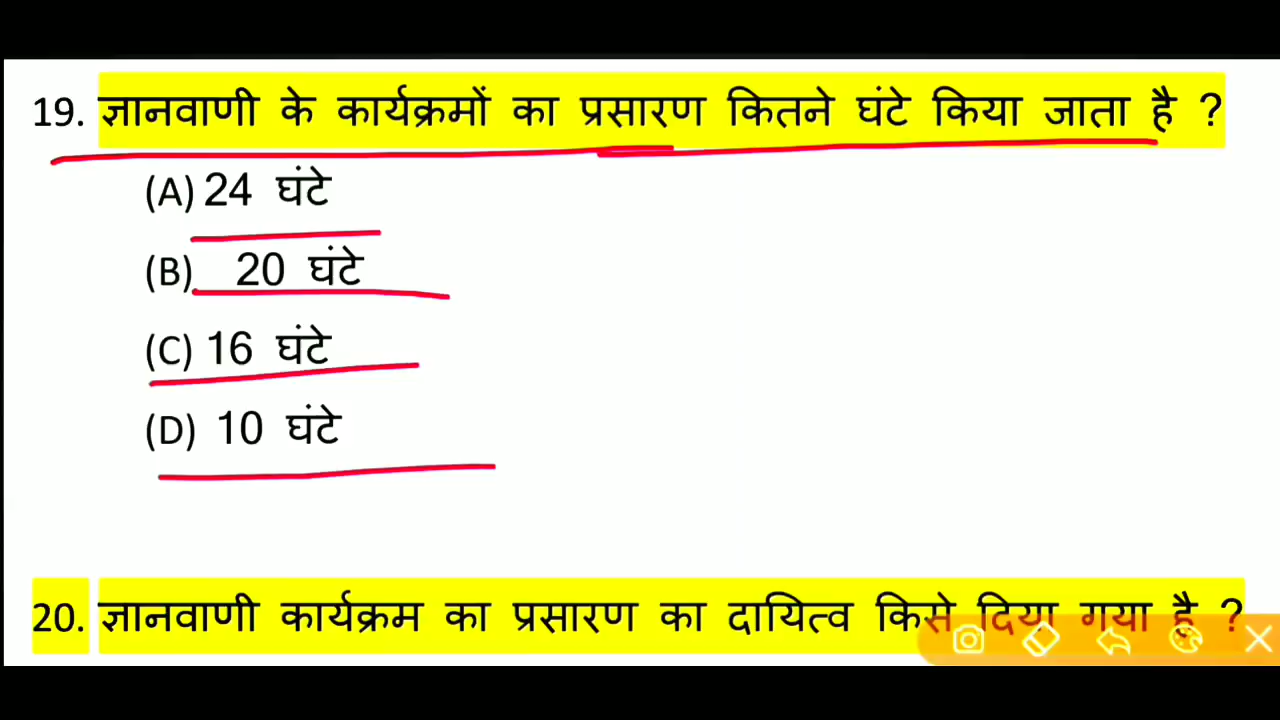 19. ज्ञानवाणी के कार्यक्रमों का प्रसारण कितने घंटे किया जाता है ?
(A) 24 घंटे
(B) 20 घंटे
(C) 16 घंटे
(D) 10 घंटे
20. ज्ञानवाणी कार्यक्रम का प्रसारण का दायित्व किसे दिया गया है ?